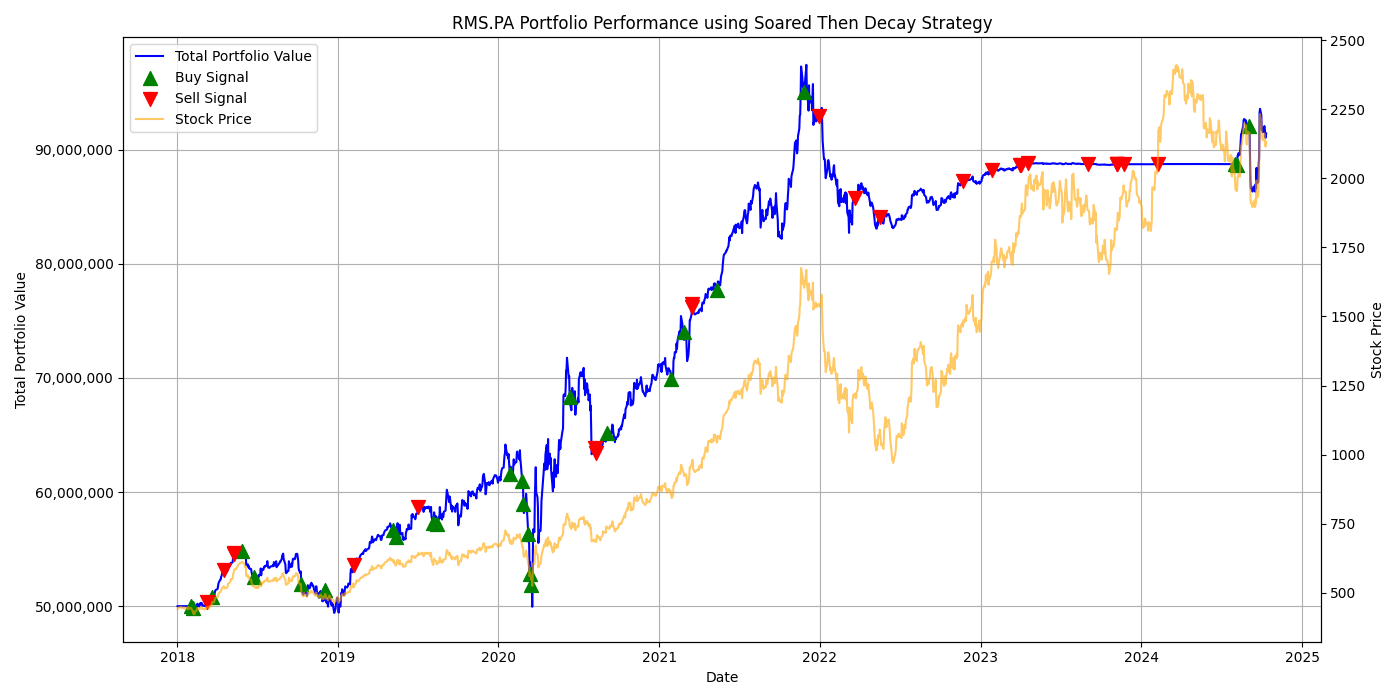 RMS.PA Portfolio Performance using Soared Then Decay Strategy
Total Portfolio Value
Buy Signal
Sell Signal
Stock Price
90,000,000
80,000,000
70,000,000
60,000,000
50,000,000
Total Portfolio Value
2500
2250
2000
1750
1500
1250
1000
750
500
Stock Price
2018
2019
2020
2021
2022
2023
2024
2025
Date